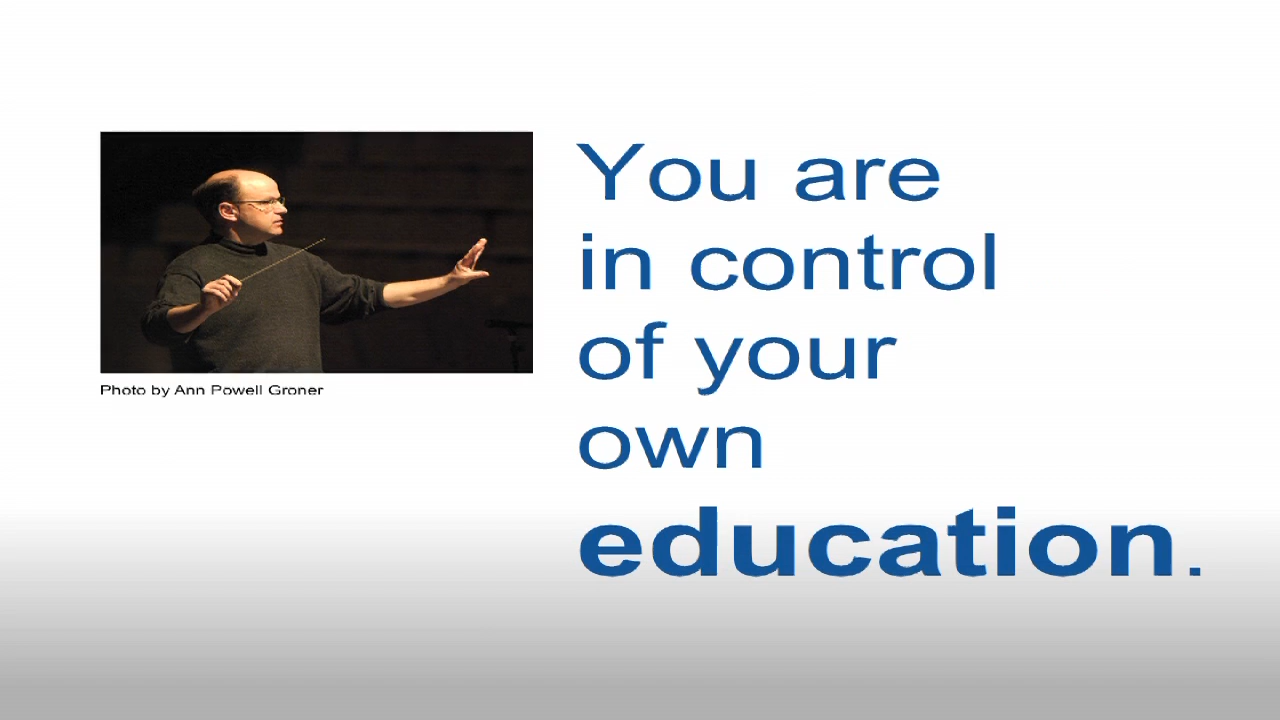 Photo by Ann Powell Groner
You are
in control
of your
own
education.